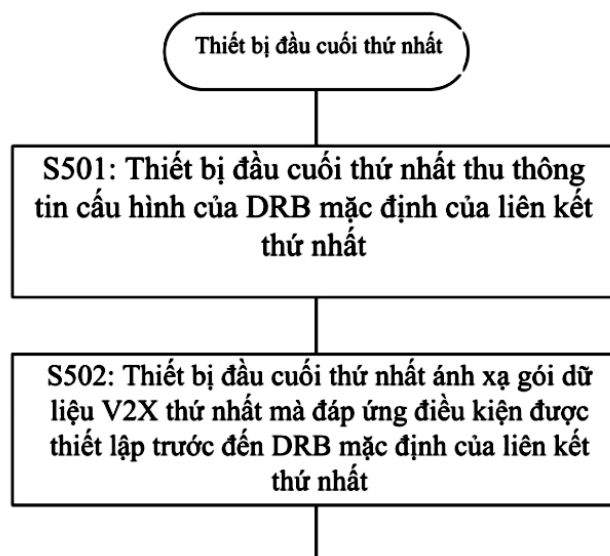 Thiết bị đầu cuối thứ nhất
S501: Thiết bị đầu cuối thứ nhất thu thông
tin cấu hình của DRB mặc định của liên kết
thứ nhất
S502: Thiết bị đầu cuối thứ nhất ánh xạ gói dữ
liệu V2X thứ nhất mà đáp ứng điều kiện được
thiết lập trước đến DRB mặc định của liên kết
thứ nhất